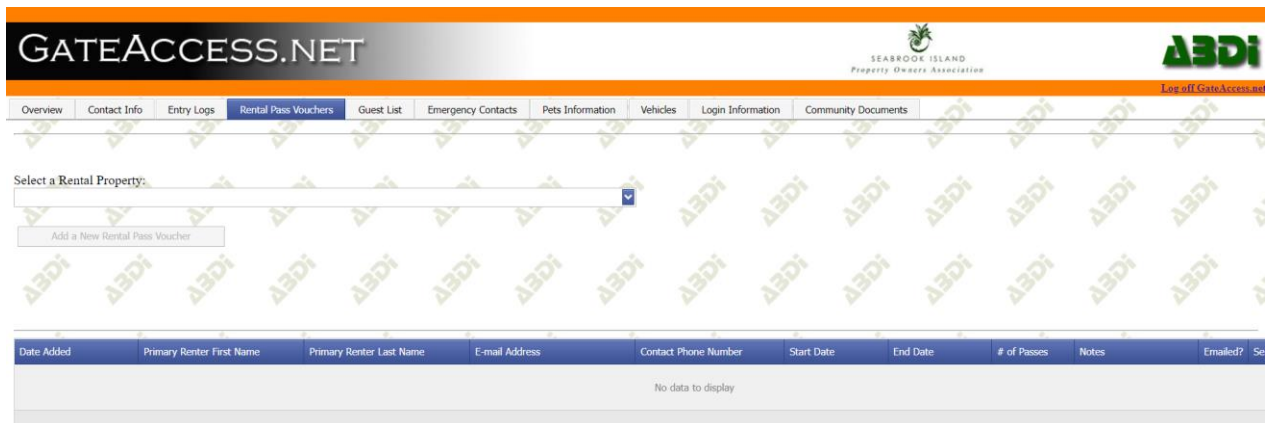 GATEACCESS.NET
SEABROOK ISLAND
Property Owners Association
ABDi
Log off GateAccess.net
Overview Contact Info Entry Logs Rental Pass Vouchers Guest List Emergency Contacts Pets Information Vehicles Login Information Community Documents
Select a Rental Property:
Add a New Rental Pass Voucher
Date Added Primary Renter First Name Primary Renter Last Name E-mail Address Contact Phone Number Start Date End Date # of Passes Notes Emailed? Se
No data to display